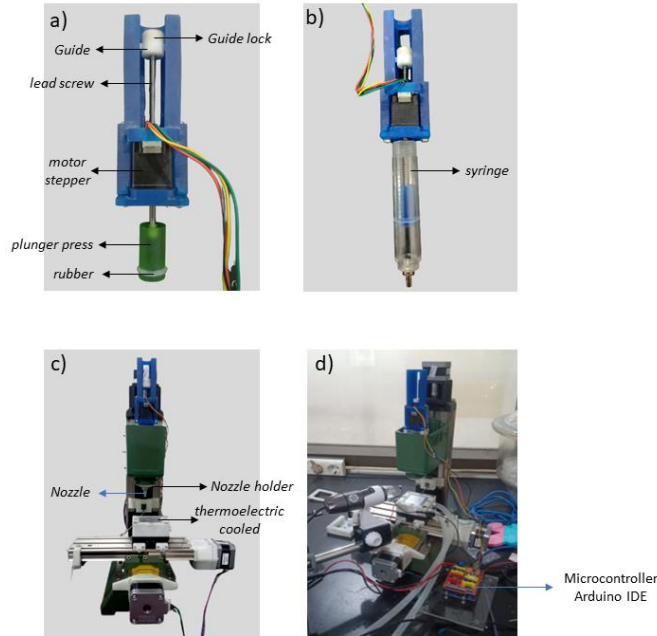 a)
Guide lock
Guide
lead screw
motor
stepper
plunger press
rubber
b)
syringe
c)
Nozzle
Nozzle holder
thermoelectric
cooled
d)
Microcontroller
Arduino IDE